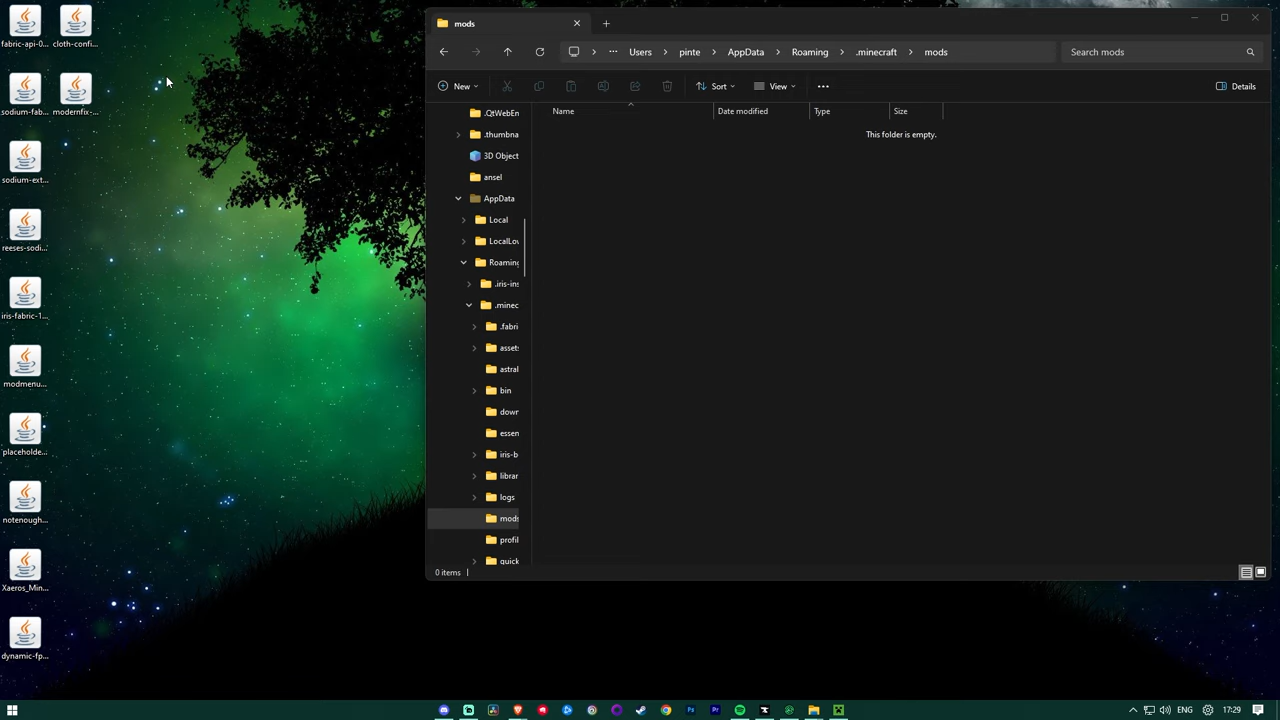 fabric-api-0...
cloth-confi...
sodium-fab...
modernfix-...
sodium-ext...
reeses-sodi...
iris-fabric-1...
modmenu...
placeholde...
notenough...
Xaeros_Min...
dynamic-fp...
mods
Users
pinte
AppData
Roaming
.minecraft
mods
Search mods
New
Sort
View
Details
Name
Date modified
Type
Size
This folder is empty.
.QtWebEn
.thumbna
3D Object
ansel
AppData
Local
LocalLov
Roaming
.iris-ins
.minec
.fabri
assets
astral
bin
down
essen
iris-b
librar
logs
mods
profil
quick
0 items
ENG
17:29